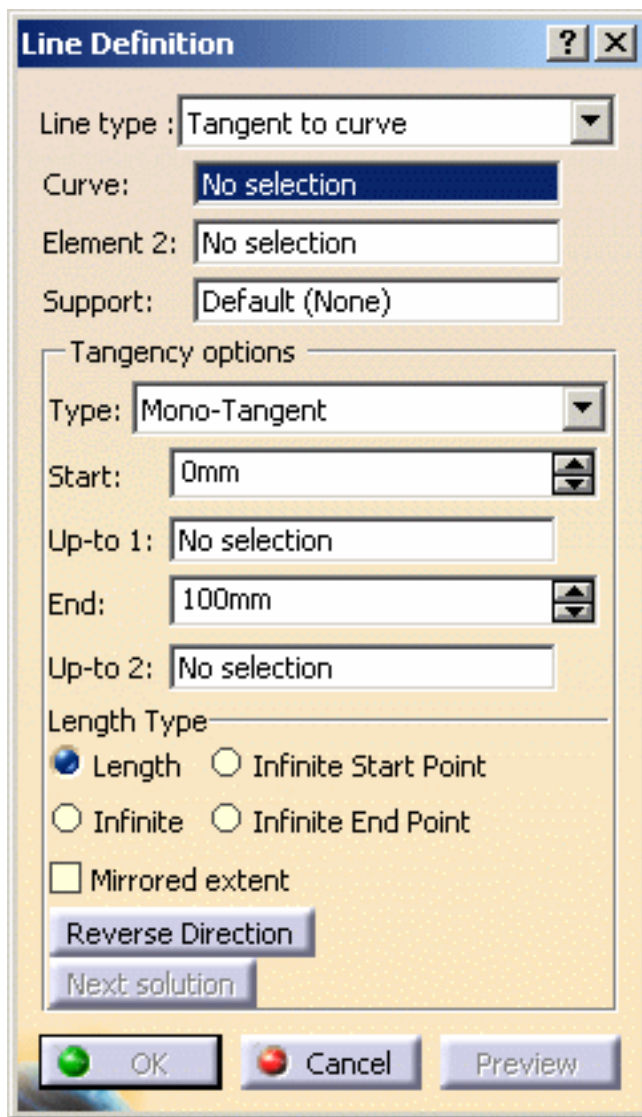 Line Definition ? X
Line type : Tangent to curve
Curve: No selection
Element 2: No selection
Support: Default (None)
Tangency options
Type: Mono-Tangent
Start: 0mm
Up-to 1: No selection
End: 100mm
Up-to 2: No selection
Length Type
Length Infinite Start Point
Infinite Infinite End Point
Mirrored extent
Reverse Direction
Next solution
OK Cancel Preview